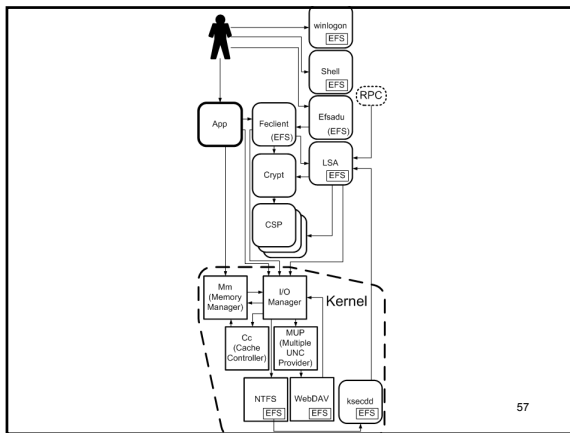 winlogon
EFS
Shell
EFS
RPC
App
Feclient
(EFS)
Efsadu
(EFS)
Crypt
LSA
EFS
CSP
Mm
(Memory
Manager)
I/O
Manager
Kernel
Cc
(Cache
Controller)
MUP
(Multiple
UNC
Provider)
NTFS
EFS
WebDAV
EFS
ksecdd
EFS
57